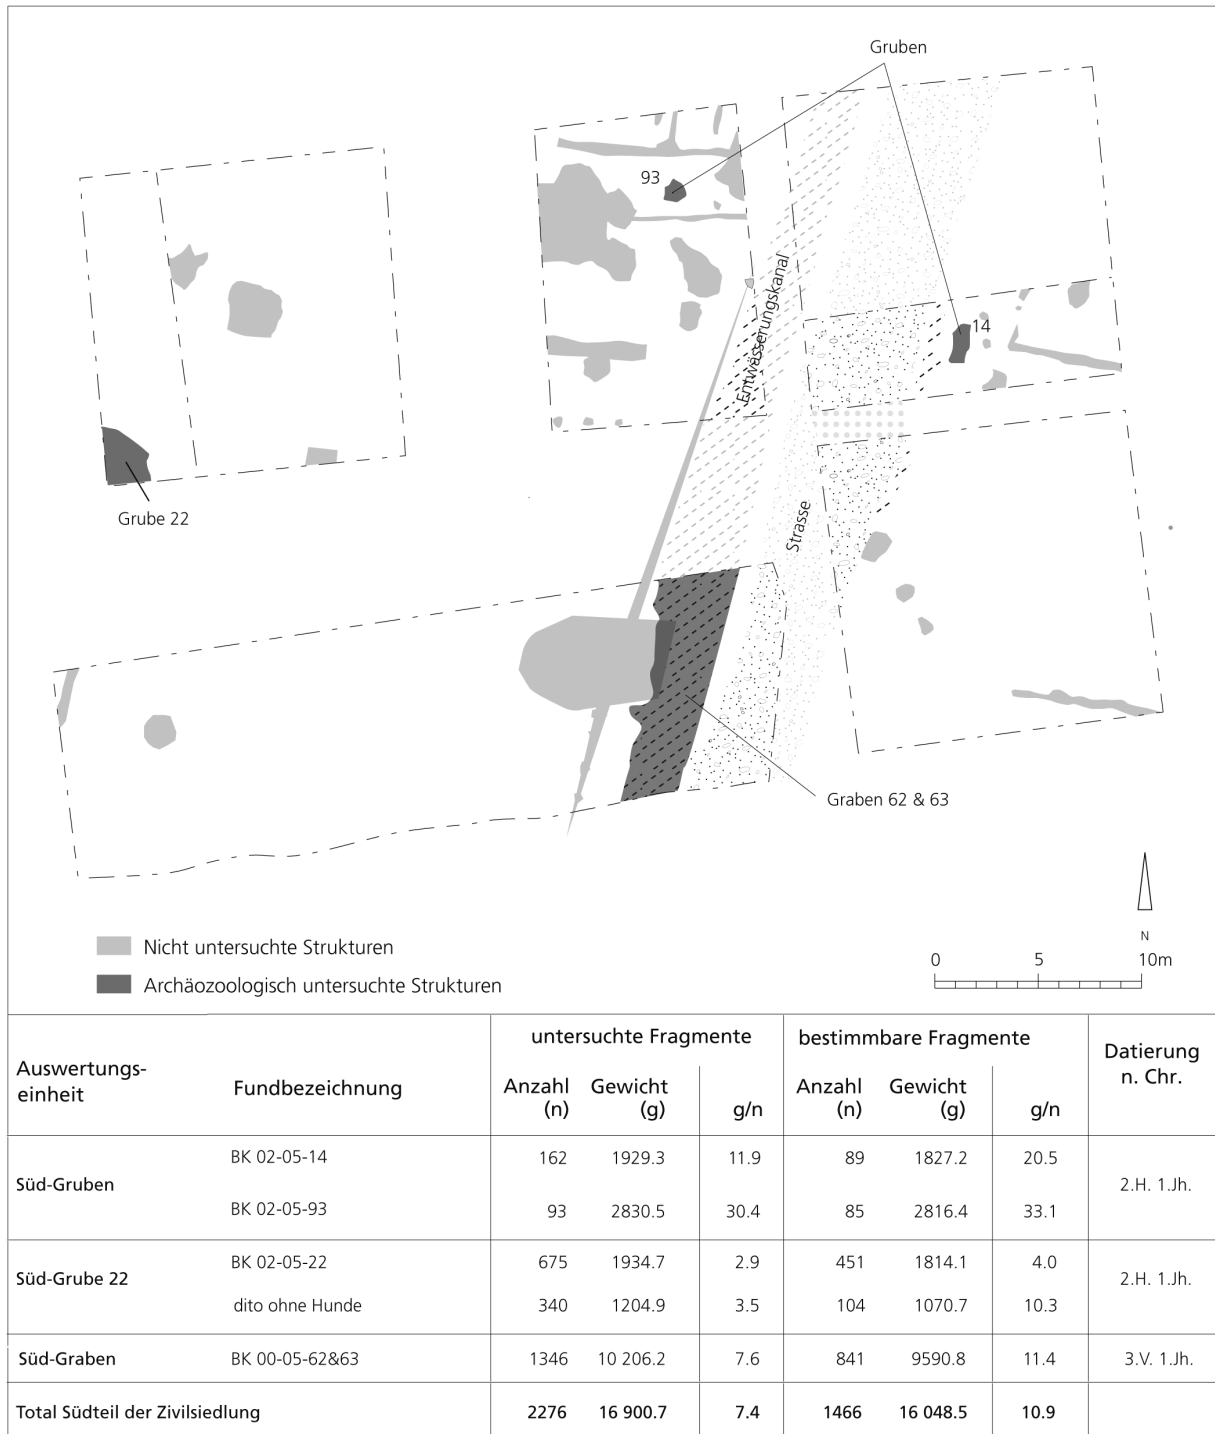 Gruben
93
14
Entwässerungskanal
Grube 22
Strasse
Graben 62 & 63
Nicht untersuchte Strukturen
Archäozoologisch untersuchte Strukturen
N
0 5 10m
Auswertungs-
einheit
Fundbezeichnung
untersuchte Fragmente
bestimmbare Fragmente
Datierung
n. Chr.
Anzahl
(n)
Gewicht
(g)
g/n
Anzahl
(n)
Gewicht
(g)
g/n
Süd-Gruben
BK 02-05-14 162 1929.3 11.9 89 1827.2 20.5
2.H. 1.Jh.
BK 02-05-93 93 2830.5 30.4 85 2816.4 33.1
Süd-Grube 22
BK 02-05-22 675 1934.7 2.9 451 1814.1 4.0
2.H. 1.Jh.
dito ohne Hunde 340 1204.9 3.5 104 1070.7 10.3
Süd-Graben BK 00-05-62&63 1346 10 206.2 7.6 841 9590.8 11.4 3.V. 1.Jh.
Total Südteil der Zivilsiedlung 2276 16 900.7 7.4 1466 16 048.5 10.9